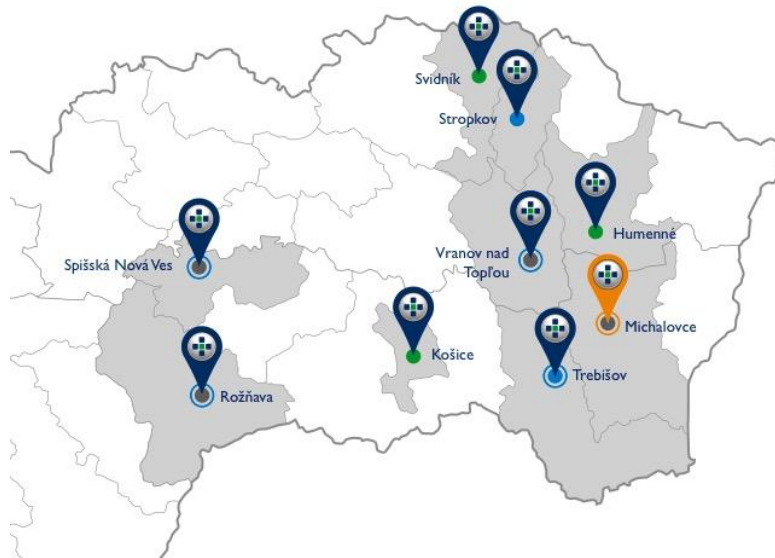 Svidník
Stropkov
Humenné
Spišská Nová Ves
Vranov nad
Topľou
Michalovce
Košice
Trebišov
Rožňava